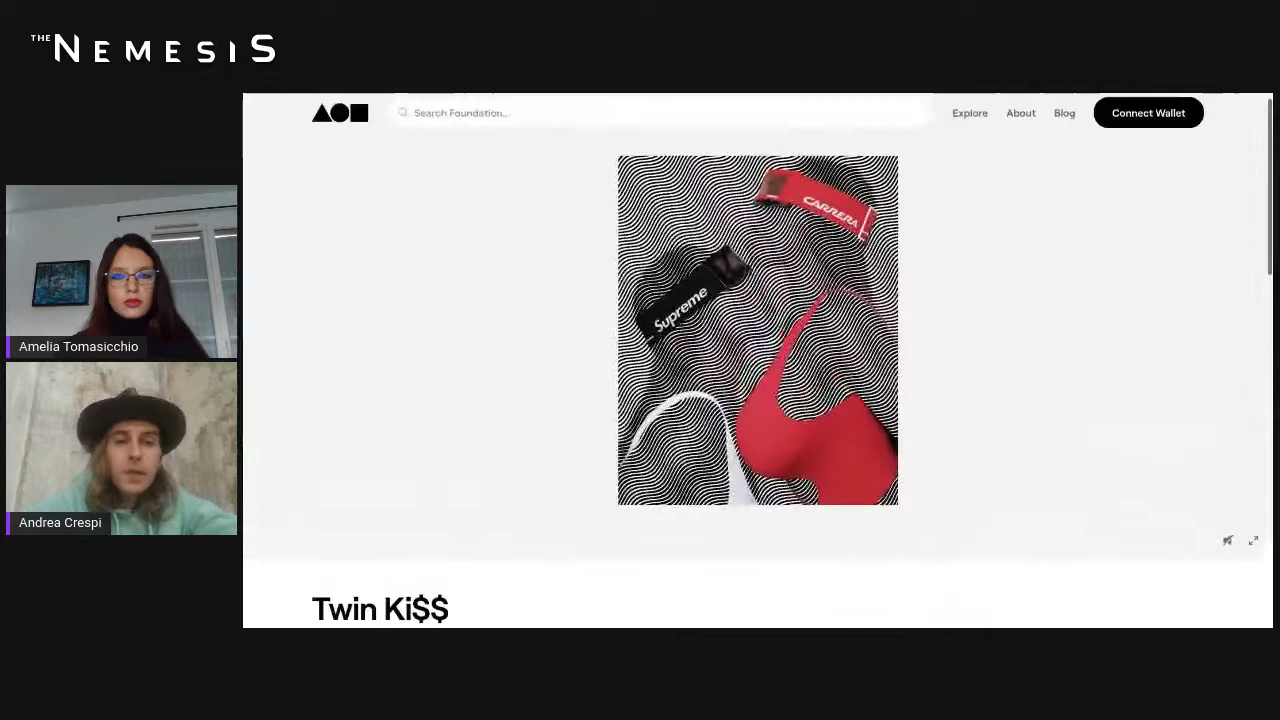 THE NEMESIS
Search Foundation...
Explore
About
Blog
Connect Wallet
CARRERA
Supreme
Amelia Tomasicchio
Andrea Crespi
Twin Ki$$